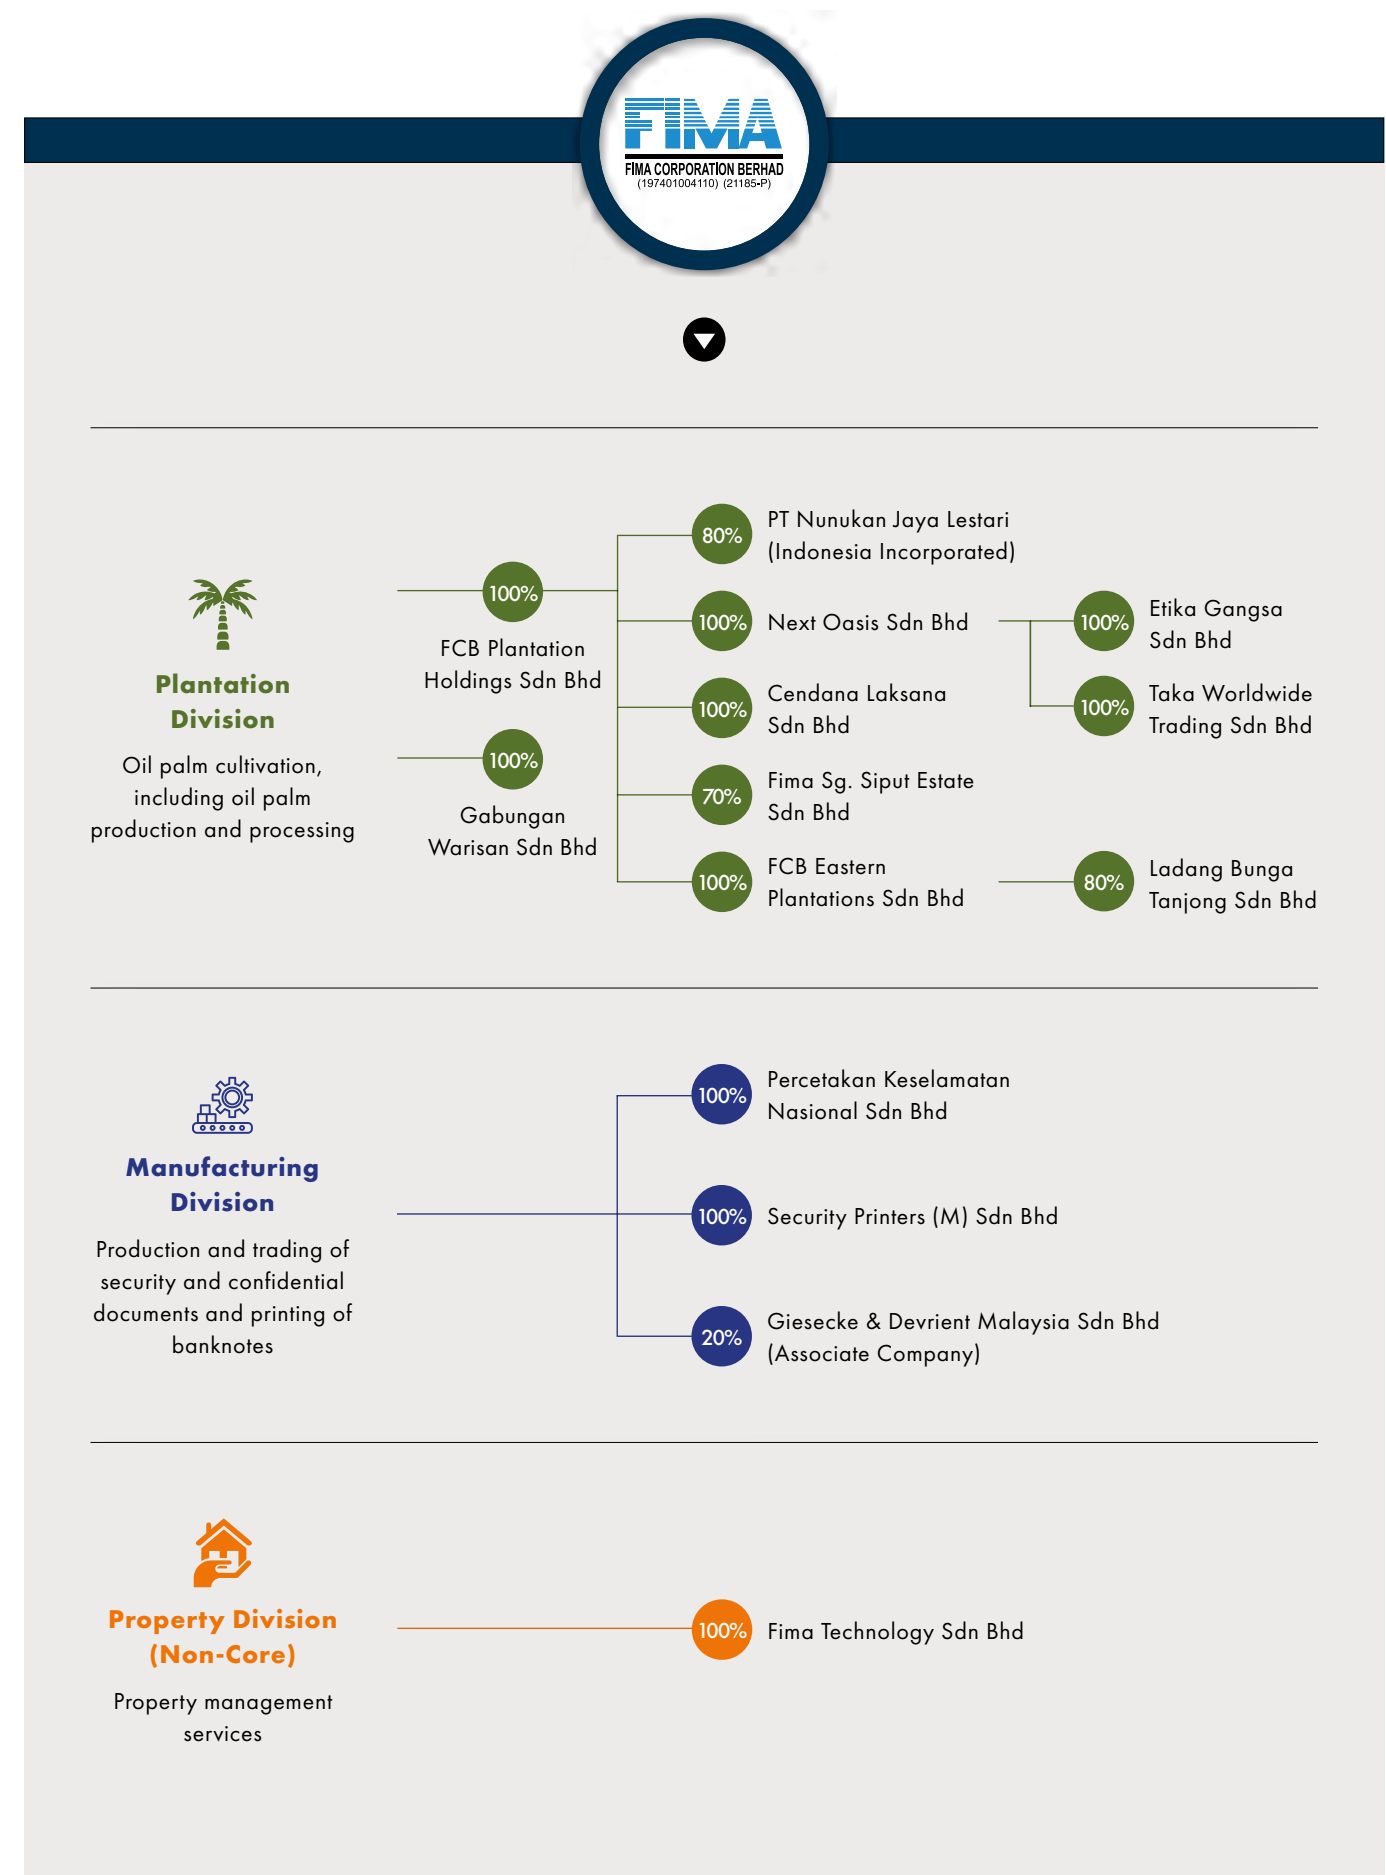 FIMA
FIMA CORPORATION BERHAD
(197401004110) (21185-P)
Plantation
Division
Oil palm cultivation,
including oil palm
production and processing
100%
FCB Plantation
Holdings Sdn Bhd
100%
Gabungan
Warisan Sdn Bhd
80%
PT Nunukan Jaya Lestari
(Indonesia Incorporated)
100%
Next Oasis Sdn Bhd
100%
Etika Gangsa
Sdn Bhd
100%
Taka Worldwide
Trading Sdn Bhd
100%
Cendana Laksana
Sdn Bhd
70%
Fima Sg. Siput Estate
Sdn Bhd
100%
FCB Eastern
Plantations Sdn Bhd
80%
Ladang Bunga
Tanjong Sdn Bhd
Manufacturing
Division
Production and trading of
security and confidential
documents and printing of
banknotes
100%
Percetakan Keselamatan
Nasional Sdn Bhd
100%
Security Printers (M) Sdn Bhd
20%
Giesecke & Devrient Malaysia Sdn Bhd
(Associate Company)
Property Division
(Non-Core)
Property management
services
100%
Fima Technology Sdn Bhd